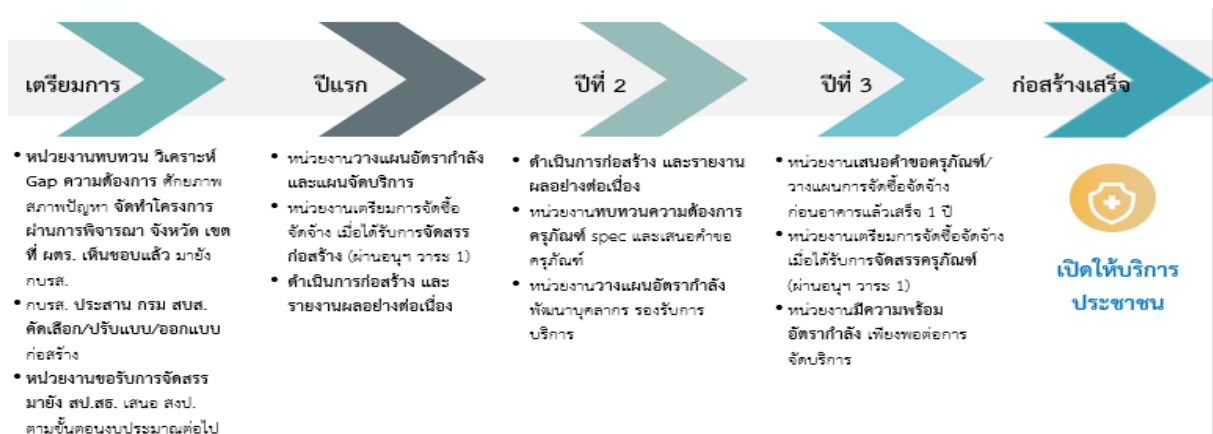 เตรียมการ
ปีแรก
ปีที่ 2
ปีที่ 3
ก่อสร้างเสร็จ
• หน่วยงานทบทวน วิเคราะห์
Gap ความต้องการ ศักยภาพ
สภาพปัญหา จัดทำโครงการ
ผ่านการพิจารณา จังหวัด เขต
ที่ ผตร. เห็นชอบแล้ว มายัง
กบรส.
• กบรส. ประสาน กรม สบส.
คัดเลือก/ปรับแบบ/ออกแบบ
ก่อสร้าง
• หน่วยงานขอรับการจัดสรร
มายัง สป.สธ. เสนอ สงป.
ตามขั้นตอนงบประมาณต่อไป
• หน่วยงานวางแผนอัตรากำลัง
และแผนจัดบริการ
• หน่วยงานเตรียมการจัดซื้อ
จัดจ้าง เมื่อได้รับการจัดสรร
ก่อสร้าง (ผ่านอนุฯ วาระ 1)
• ดำเนินการก่อสร้าง และ
รายงานผลอย่างต่อเนื่อง
• ดำเนินการก่อสร้าง และรายงาน
ผลอย่างต่อเนื่อง
• หน่วยงานทบทวนความต้องการ
ครุภัณฑ์ spec และเสนอคำขอ
ครุภัณฑ์
• หน่วยงานวางแผนอัตรากำลัง
พัฒนาบุคลากร รองรับการ
บริการ
• หน่วยงานเสนอคำขอครุภัณฑ์/
วางแผนการจัดซื้อจัดจ้าง
ก่อนอาคารแล้วเสร็จ 1 ปี
• หน่วยงานเตรียมการจัดซื้อจัดจ้าง
เมื่อได้รับการจัดสรรครุภัณฑ์
(ผ่านอนุฯ วาระ 1)
• หน่วยงานมีความพร้อม
อัตรากำลัง เพียงพอต่อการ
จัดบริการ
เปิดให้บริการ
ประชาชน